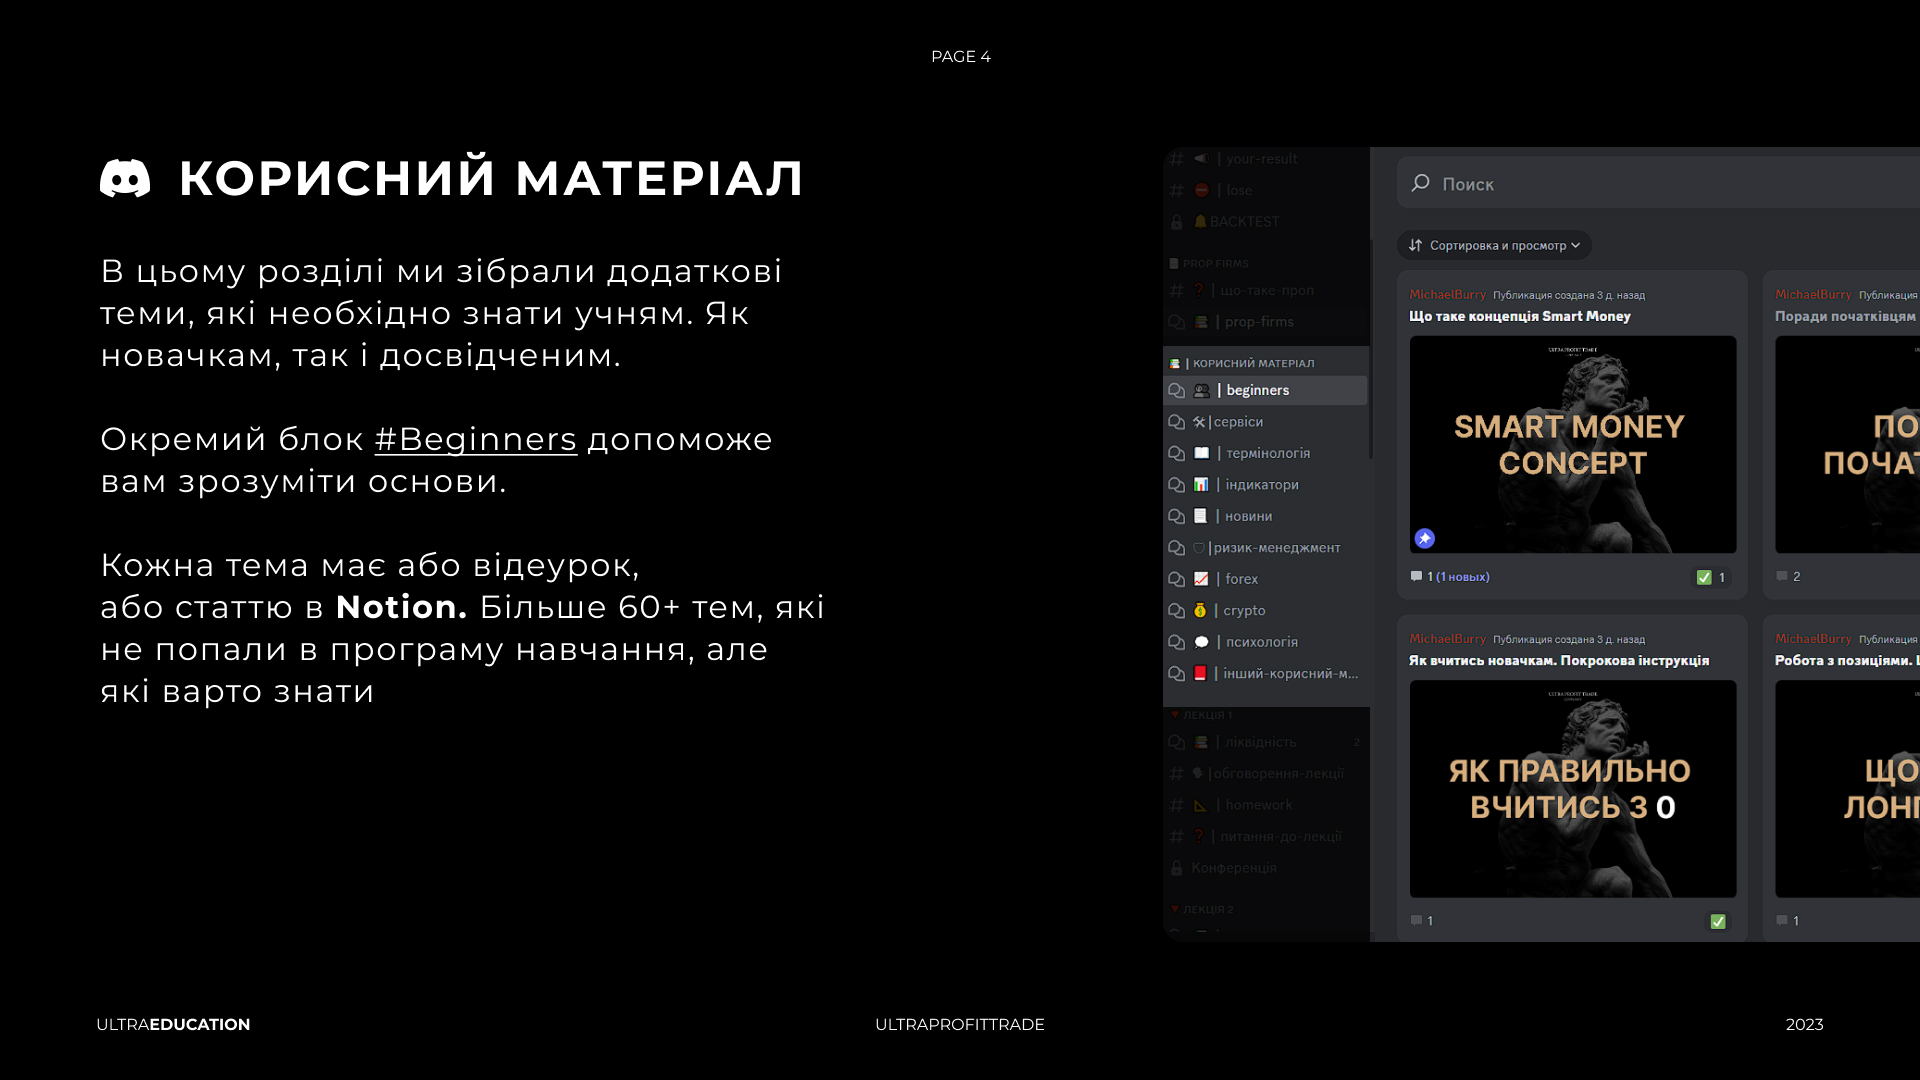 PAGE 4
КОРИСНИЙ МАТЕРІАЛ
В цьому розділі ми зібрали додаткові
теми, які необхідно знати учням. Як
новачкам, так і досвідченим.
Окремий блок #Beginners допоможе
вам зрозуміти основи.
Кожна тема має або відеурок,
або статтю в Notion. Більше 60+ тем, які
не попали в програму навчання, але
які варто знати
# | your-result
# | lose
BACKTEST
PROP FIRMS
# | що-таке-проп
| prop-firms
| КОРИСНИЙ МАТЕРІАЛ
| beginners
|сервіси
| термінологія
| індикатори
| новини
|ризик-менеджмент
| forex
| crypto
| психологія
| інший-корисний-м...
ЛЕКЦІЯ 1
| ліквідність 2
# |обговорення-лекції
# | homework
# | питання-до-лекції
Конференція
ЛЕКЦІЯ 2
Поиск
Сортировка и просмотр
MichaelBurry Публикация создана 3 д. назад
Що таке концепція Smart Money
ULTRAPROFITTRADE
SMART MONEY
CONCEPT
1 (1 новых)
1
MichaelBurry Публикация
Поради початківцям
ПО
ПОЧАТ
2
MichaelBurry Публикация создана 3 д. назад
Як вчитись новачкам. Покрокова інструкція
ULTRAPROFITTRADE
ЯК ПРАВИЛЬНО
ВЧИТИСЬ З 0
1
MichaelBurry Публикация
Робота з позиціями.
ЩО
ЛОНГ
1
ULTRAEDUCATION
ULTRAPROFITTRADE
2023